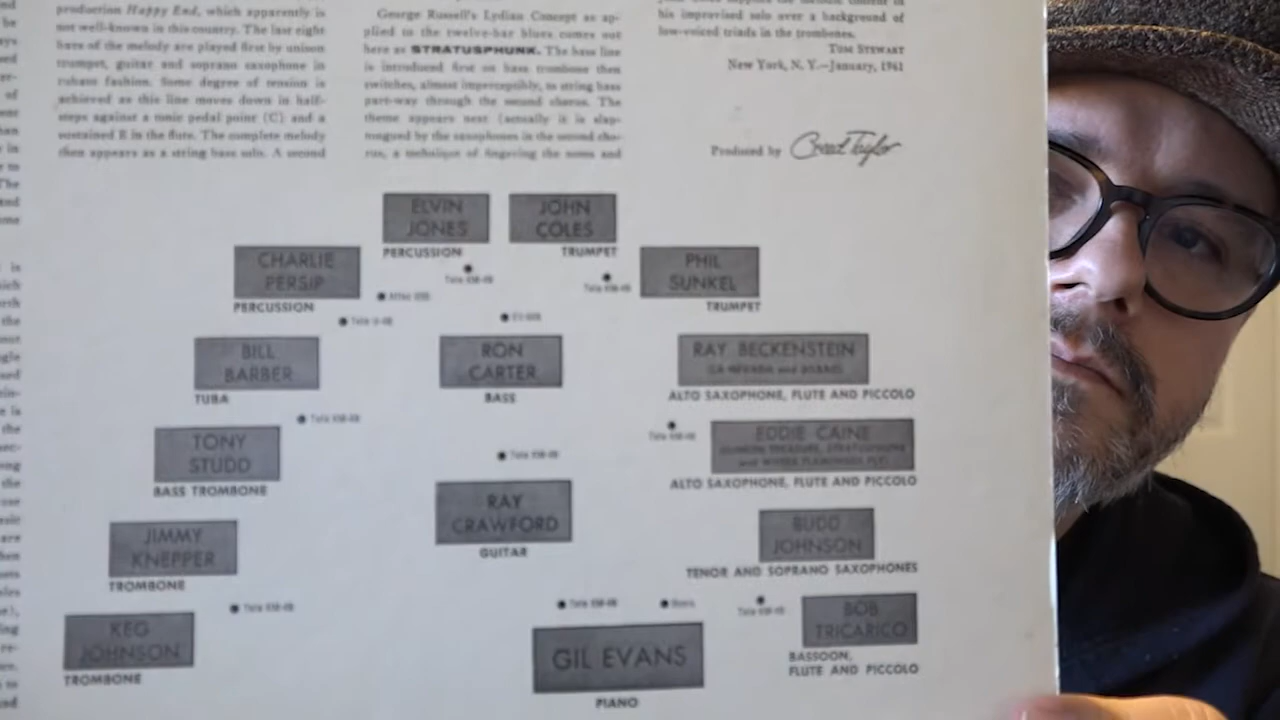 production Happy End, which apparently is
not well-known in this country. The last eight
bars of the melody are played first by unison
trumpet, guitar and soprano saxophone in
rubato fashion. Some degree of tension is
achieved as this line moves down in half-
steps against a tonic pedal point (C) and a
sustained E in the flute. The complete melody
then appears as a string bass solo. A second
George Russell's Lydian Concept as ap-
plied to the twelve-bar blues comes out
here as STRATUSPHUNK. The bass line
is introduced first on bass trombone then
switches, almost imperceptibly, to string bass
part-way through the second chorus. The
theme appears next (actually it is slap-
tongued by the saxophones in the second cho-
rus, a technique of fingering the notes and
his improvised solo over a background of
low-voiced triads in the trombones.
TOM STEWART
New York, N. Y.—January, 1961
Produced by Creed Taylor
ELVIN
JONES
PERCUSSION
JOHN
COLES
TRUMPET
CHARLIE
PERSIP
PERCUSSION
PHIL
SUNKEL
TRUMPET
BILL
BARBER
TUBA
RON
CARTER
BASS
RAY BECKENSTEIN
ALTO SAXOPHONE, FLUTE AND PICCOLO
TONY
STUDD
BASS TROMBONE
EDDIE CAINE
ALTO SAXOPHONE, FLUTE AND PICCOLO
RAY
CRAWFORD
GUITAR
JIMMY
KNEPPER
TROMBONE
BUDD
JOHNSON
TENOR AND SOPRANO SAXOPHONES
KEG
JOHNSON
TROMBONE
GIL EVANS
PIANO
BOB
TRICARICO
BASSOON,
FLUTE AND PICCOLO